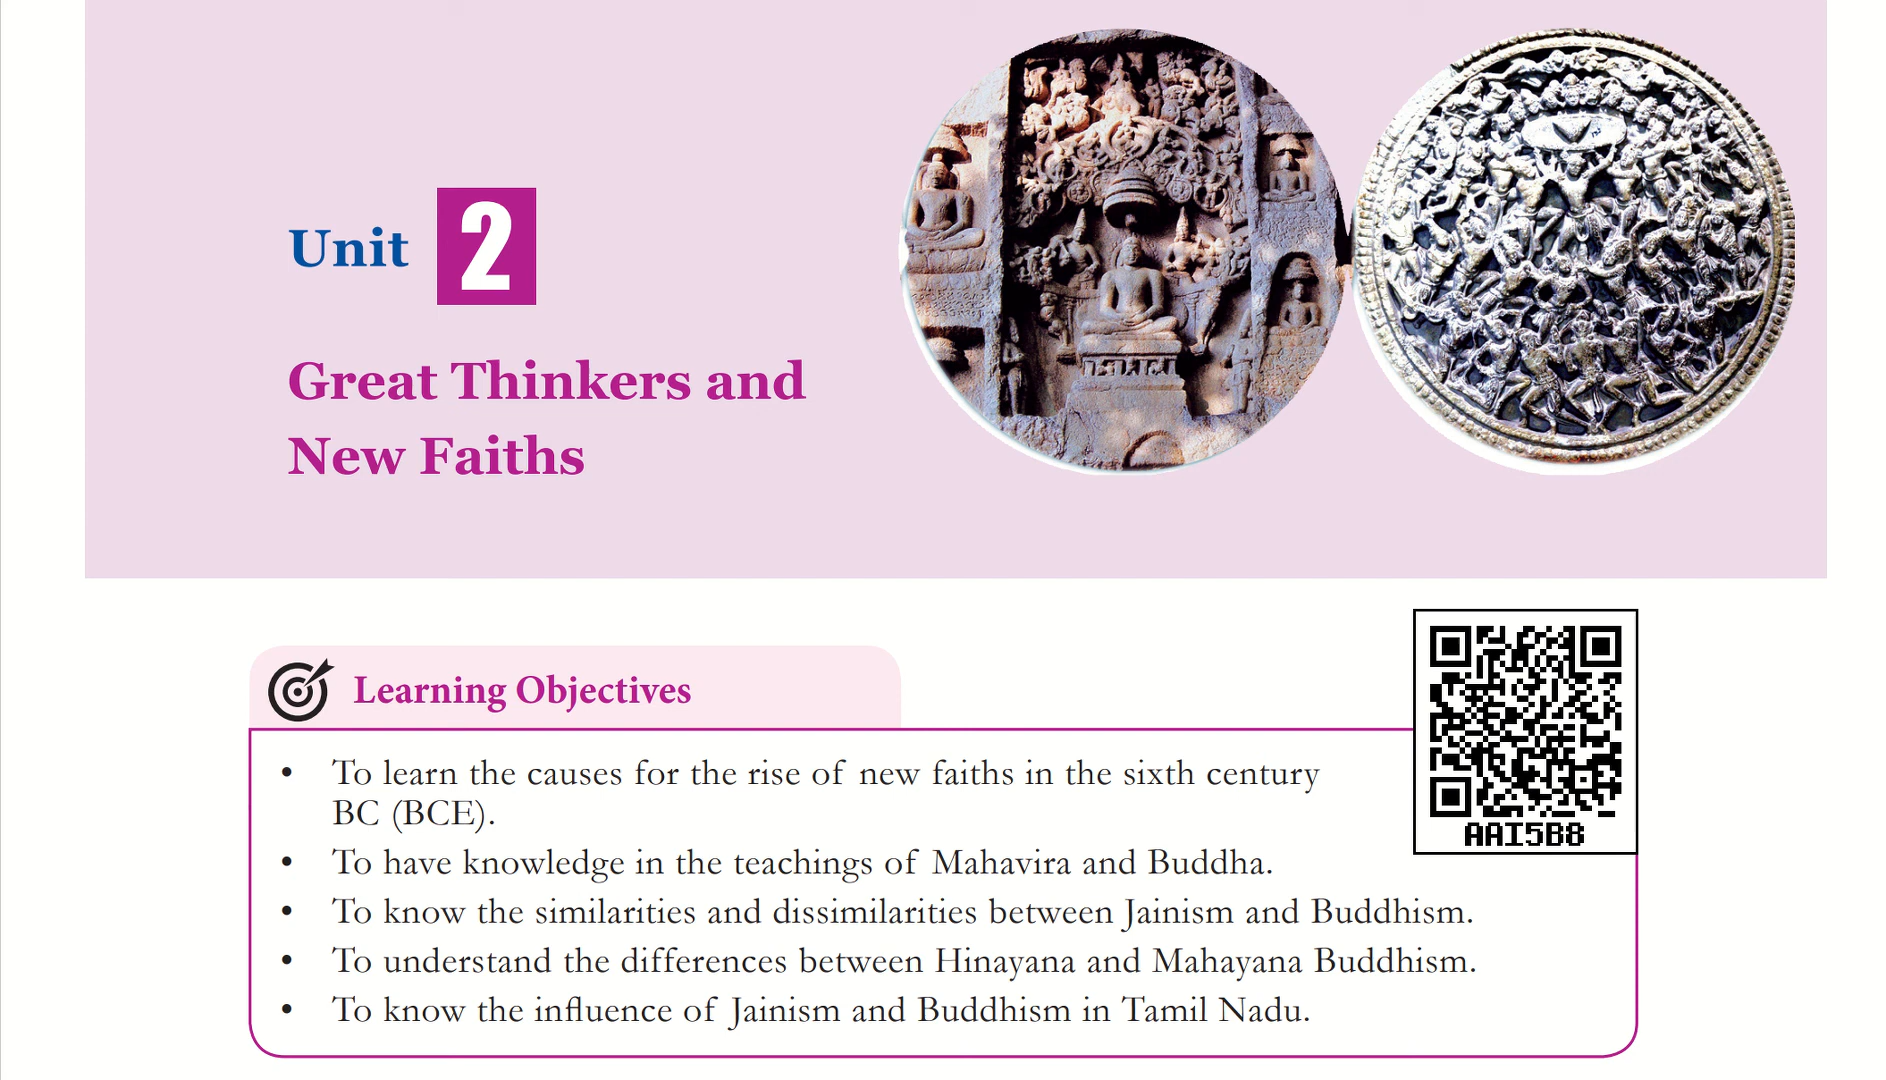 Unit 2
Great Thinkers and
New Faiths
Learning Objectives
• To learn the causes for the rise of new faiths in the sixth century
BC (BCE).
• To have knowledge in the teachings of Mahavira and Buddha.
• To know the similarities and dissimilarities between Jainism and Buddhism.
• To understand the differences between Hinayana and Mahayana Buddhism.
• To know the influence of Jainism and Buddhism in Tamil Nadu.
AAI5B8